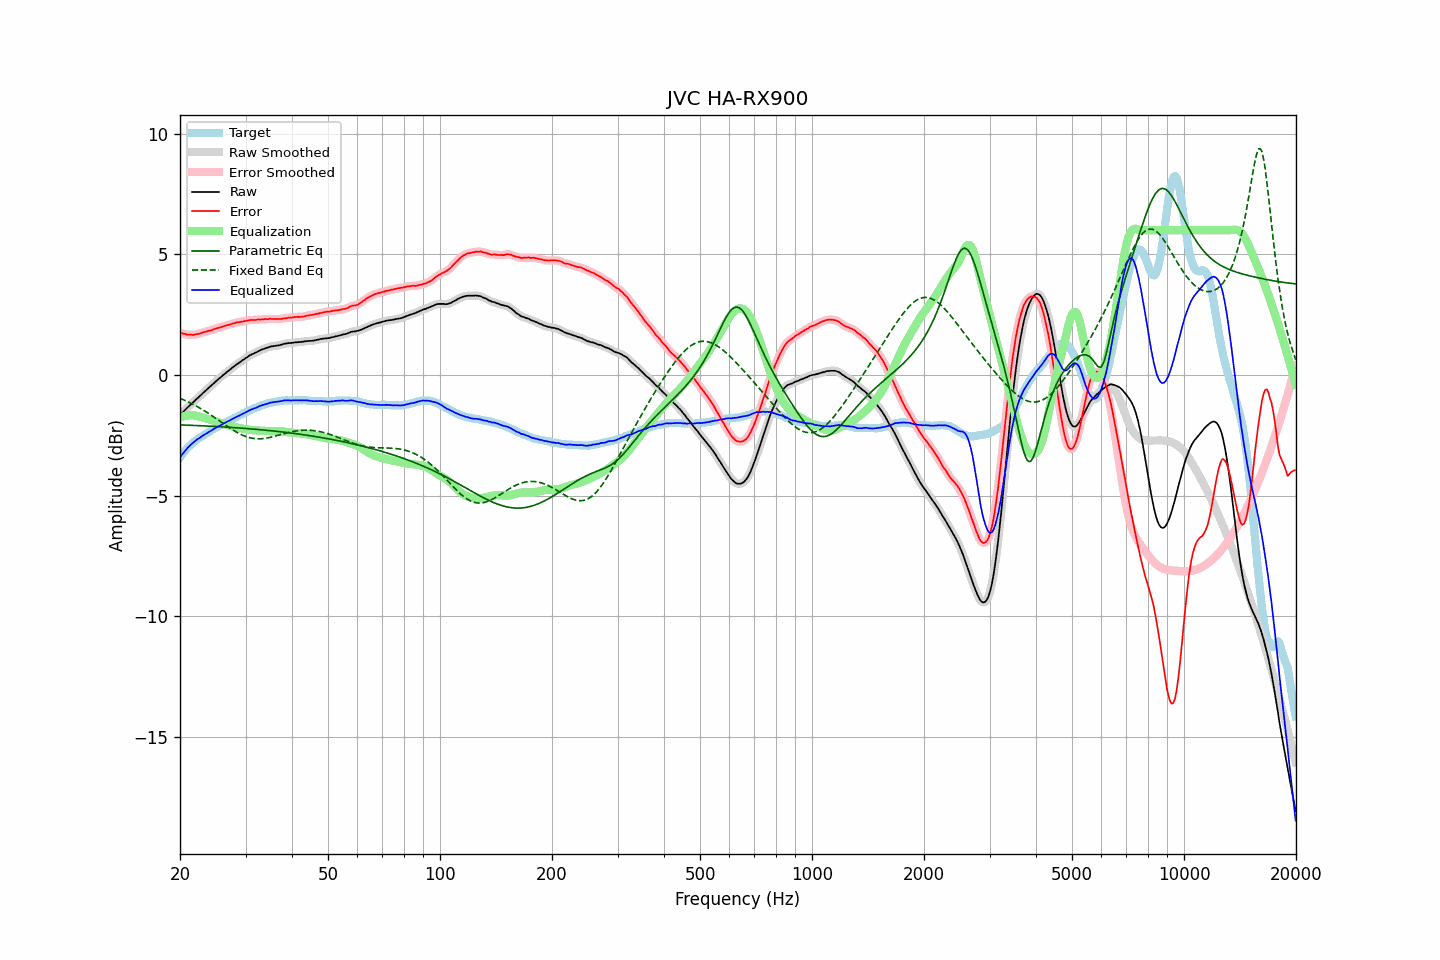 JVC HA-RX900
Target
Raw Smoothed
Error Smoothed
Raw
Error
Equalization
Parametric Eq
Fixed Band Eq
Equalized
10
5
0
−5
−10
−15
Amplitude (dBr)
20
50
100
200
500
1000
2000
5000
10000
20000
Frequency (Hz)